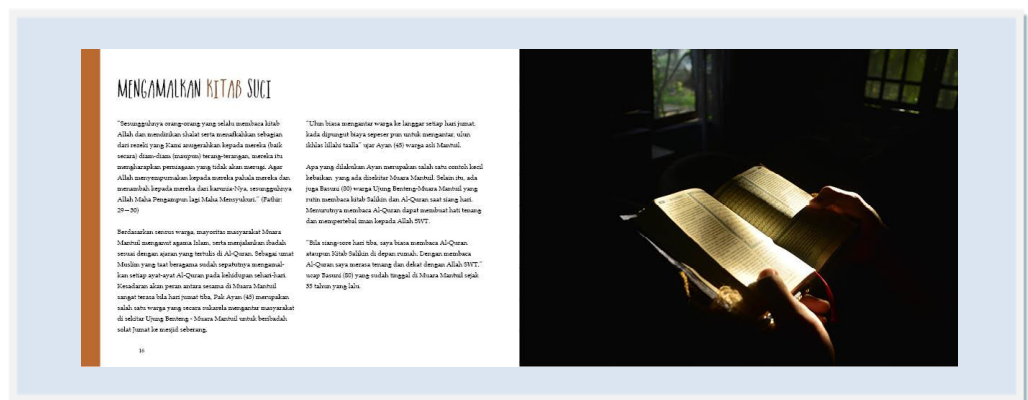 MENGAMALKAN KITAB SUCI
"Sesungguhnya orang-orang yang selalu membaca kitab
Allah dan mendirikan shalat serta menafkahkan sebagian
dari rezeki yang Kami anugerahkan kepada mereka (baik
secara) diam-diam (maupun) terang-terangan, mereka itu
mengharapkan perniagaan yang tidak akan merugi. Agar
Allah menyempurnakan kepada mereka pahala mereka dan
menambah kepada mereka dari karunia-Nya, sesungguhnya
Allah Maha Pengampun lagi Maha Mensyukuri." (Fathir:
29–30)
Berdasarkan sensus warga, mayoritas masyarakat Muara
Mantuil menganut agama Islam, serta menjalankan ibadah
sesuai dengan ajaran yang tertulis di Al-Quran. Sebagai umat
Muslim yang taat beragama sudah sepatutnya mengamal-
kan setiap ayat-ayat Al-Quran pada kehidupan sehari-hari.
Kesadaran akan peran antara sesama di Muara Mantuil
sangat terasa bila hari jumat tiba, Pak Ayan (45) merupakan
salah satu warga yang secara sukarela mengantar masyarakat
di sekitar Ujung Benteng - Muara Mantuil untuk beribadah
solat Jumat ke mesjid seberang.
"Ulun biasa mengantar warga ke langgar setiap hari jumat,
kada dipungut biaya sepeser pun untuk mengantar, ulun
ikhlas lillahi taalla" ujar Ayan (45) warga asli Mantuil.
Apa yang dilakukan Ayan merupakan salah satu contoh kecil
kebaikan yang ada disekitar Muara Mantuil. Selain itu, ada
juga Basuni (80) warga Ujung Benteng-Muara Mantuil yang
rutin membaca kitab Salikin dan Al-Quran saat siang hari.
Menurutnya membaca Al-Quran dapat membuat hati tenang
dan mempertebal iman kepada Allah SWT.
"Bila siang-sore hari tiba, saya biasa membaca Al-Quran
ataupun Kitab Salikin di depan rumah. Dengan membaca
Al-Quran saya merasa tenang dan dekat dengan Allah SWT,"
ucap Basuni (80) yang sudah tinggal di Muara Mantuil sejak
55 tahun yang lalu.
16